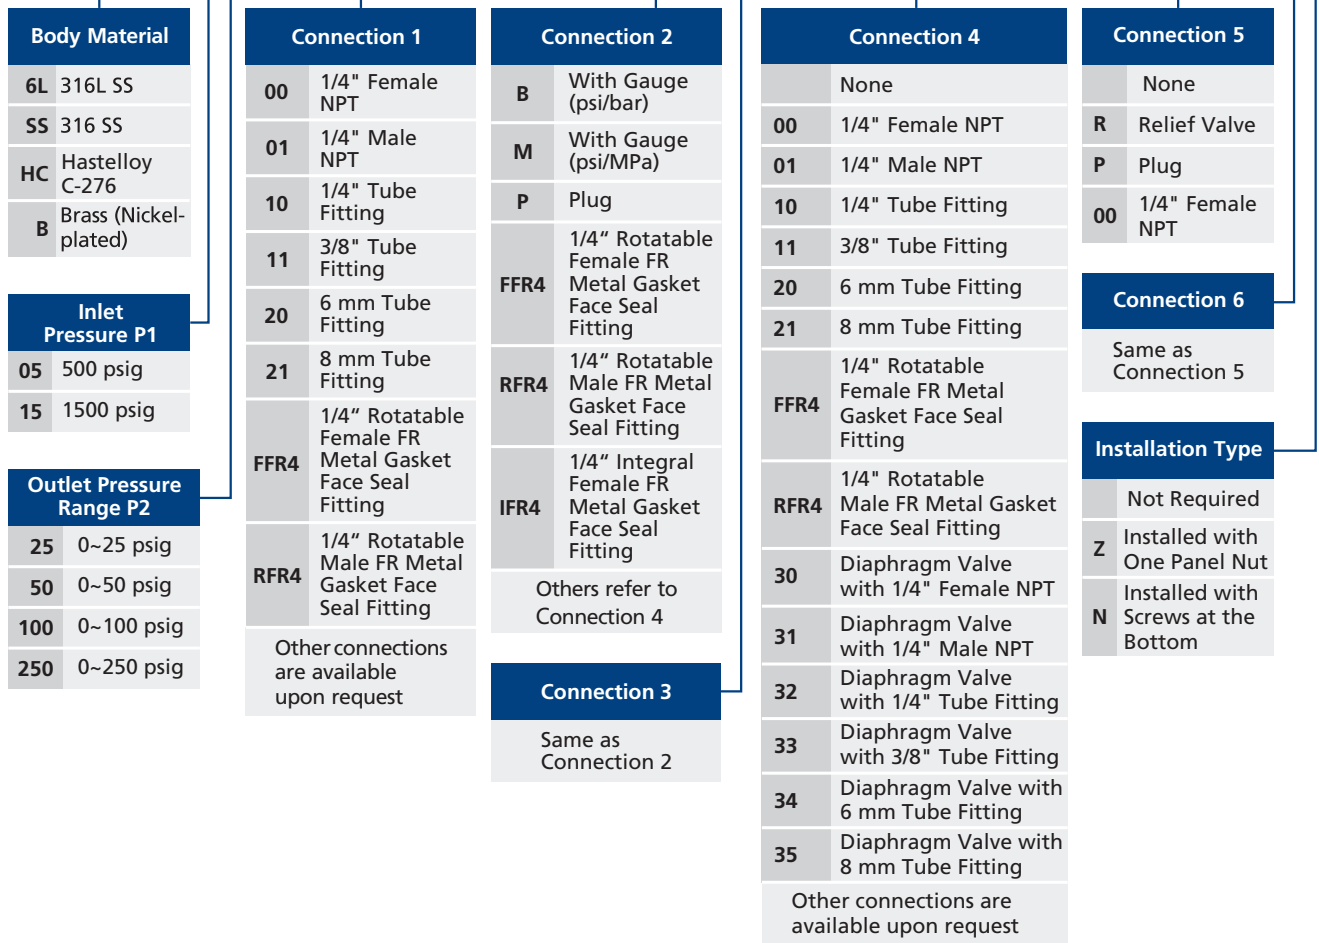 Body Material
6L 316L SS
SS 316 SS
HC Hastelloy
C-276
B Brass (Nickel-
plated)
Inlet
Pressure P1
05 500 psig
15 1500 psig
Outlet Pressure
Range P2
25 0~25 psig
50 0~50 psig
100 0~100 psig
250 0~250 psig
Connection 1
00 1/4" Female
NPT
01 1/4" Male
NPT
10 1/4" Tube
Fitting
11 3/8" Tube
Fitting
20 6 mm Tube
Fitting
21 8 mm Tube
Fitting
FFR4 1/4“ Rotatable
Female FR
Metal Gasket
Face Seal
Fitting
RFR4 1/4“ Rotatable
Male FR Metal
Gasket Face
Seal Fitting
Other connections
are available
upon request
Connection 2
B With Gauge
(psi/bar)
M With Gauge
(psi/MPa)
P Plug
FFR4 1/4“ Rotatable
Female FR
Metal Gasket
Face Seal
Fitting
RFR4 1/4“ Rotatable
Male FR Metal
Gasket Face
Seal Fitting
IFR4 1/4“ Integral
Female FR
Metal Gasket
Face Seal
Fitting
Others refer to
Connection 4
Connection 3
Same as
Connection 2
Connection 4
None
00 1/4" Female NPT
01 1/4" Male NPT
10 1/4" Tube Fitting
11 3/8" Tube Fitting
20 6 mm Tube Fitting
21 8 mm Tube Fitting
FFR4 1/4" Rotatable
Female FR Metal
Gasket Face Seal
Fitting
RFR4 1/4" Rotatable
Male FR Metal Gasket
Face Seal Fitting
30 Diaphragm Valve
with 1/4" Female NPT
31 Diaphragm Valve
with 1/4" Male NPT
32 Diaphragm Valve
with 1/4" Tube Fitting
33 Diaphragm Valve
with 3/8" Tube Fitting
34 Diaphragm Valve with
6 mm Tube Fitting
35 Diaphragm Valve with
8 mm Tube Fitting
Other connections are
available upon request
Connection 5
None
R Relief Valve
P Plug
00 1/4" Female
NPT
Connection 6
Same as
Connection 5
Installation Type
Not Required
Z Installed with
One Panel Nut
N Installed with
Screws at the
Bottom